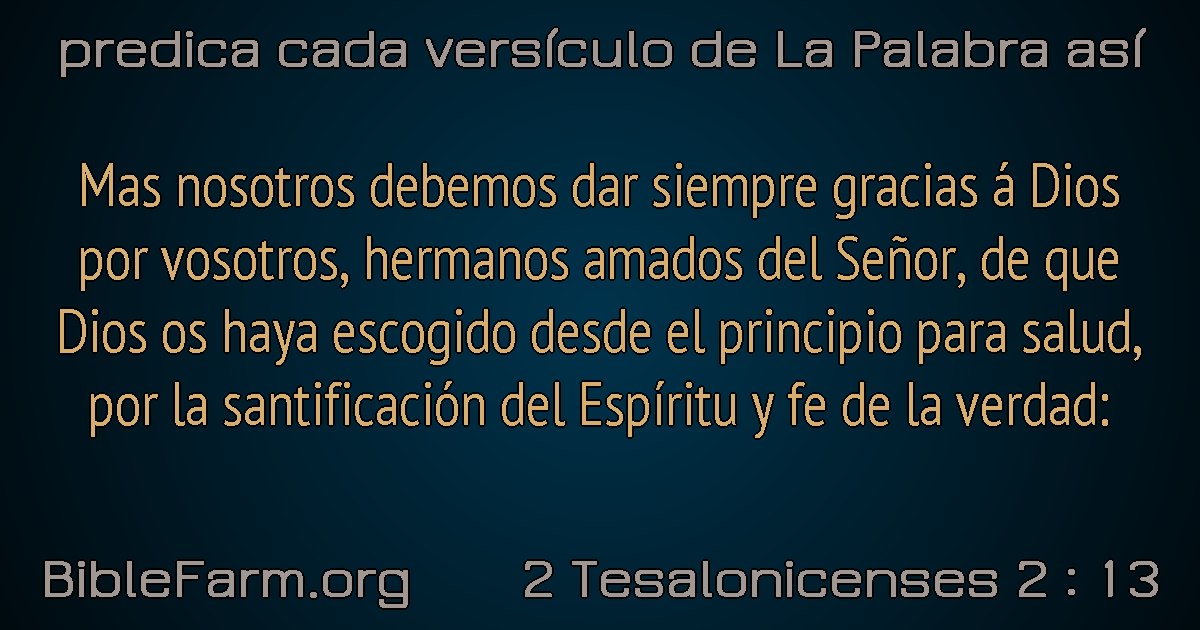 predica cada versículo de La Palabra así
Mas nosotros debemos dar siempre gracias á Dios
por vosotros, hermanos amados del Señor, de que
Dios os haya escogido desde el principio para salud,
por la santificación del Espíritu y fe de la verdad:
BibleFarm.org 2 Tesalonicenses 2 : 13